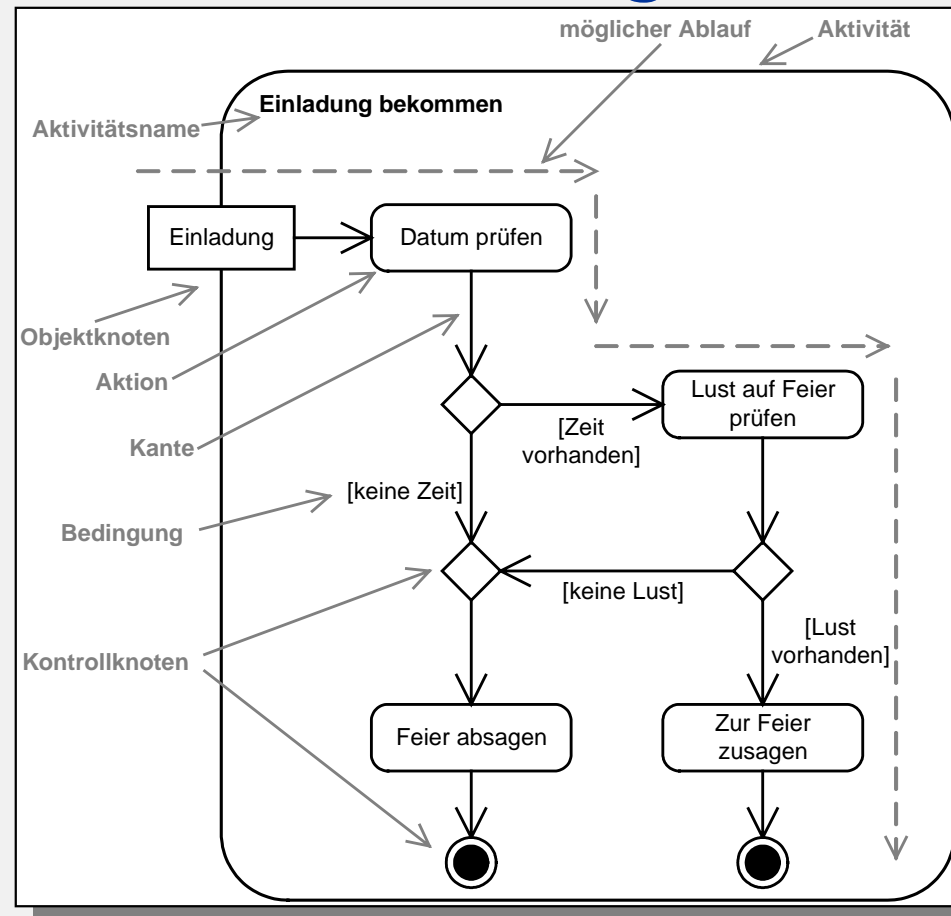 möglicher Ablauf
Aktivität
Einladung bekommen
Aktivitätsname
Einladung
Datum prüfen
Objektknoten
Aktion
Lust auf Feier
prüfen
[Zeit
vorhanden]
Kante
[keine Zeit]
Bedingung
[keine Lust]
[Lust
vorhanden]
Kontrollknoten
Feier absagen
Zur Feier
zusagen